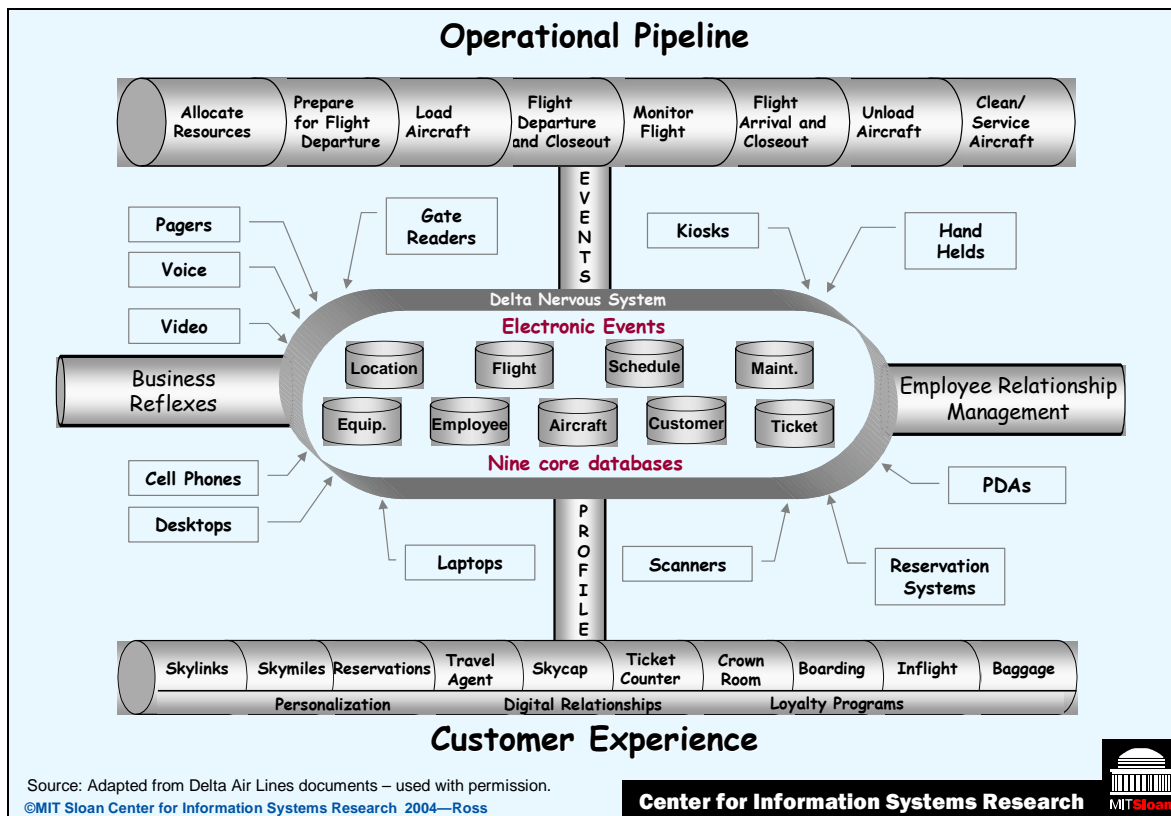 Operational Pipeline
Allocate
Resources
Prepare
for Flight
Departure
Load
Aircraft
Flight
Departure
and Closeout
Monitor
Flight
Flight
Arrival and
Closeout
Unload
Aircraft
Clean/
Service
Aircraft
EVENTS
Pagers
Voice
Video
Gate
Readers
Kiosks
Hand
Helds
Delta Nervous System
Electronic Events
Location
Flight
Schedule
Maint.
Business
Reflexes
Employee Relationship
Management
Equip.
Employee
Aircraft
Customer
Ticket
Nine core databases
Cell Phones
Desktops
Laptops
Scanners
PDAs
Reservation
Systems
PROFILE
Skylinks
Skymiles
Reservations
Travel
Agent
Skycap
Ticket
Counter
Crown
Room
Boarding
Inflight
Baggage
Personalization
Digital Relationships
Loyalty Programs
Customer Experience
Source: Adapted from Delta Air Lines documents – used with permission.
©MIT Sloan Center for Information Systems Research 2004—Ross
Center for Information Systems Research
MITSloan